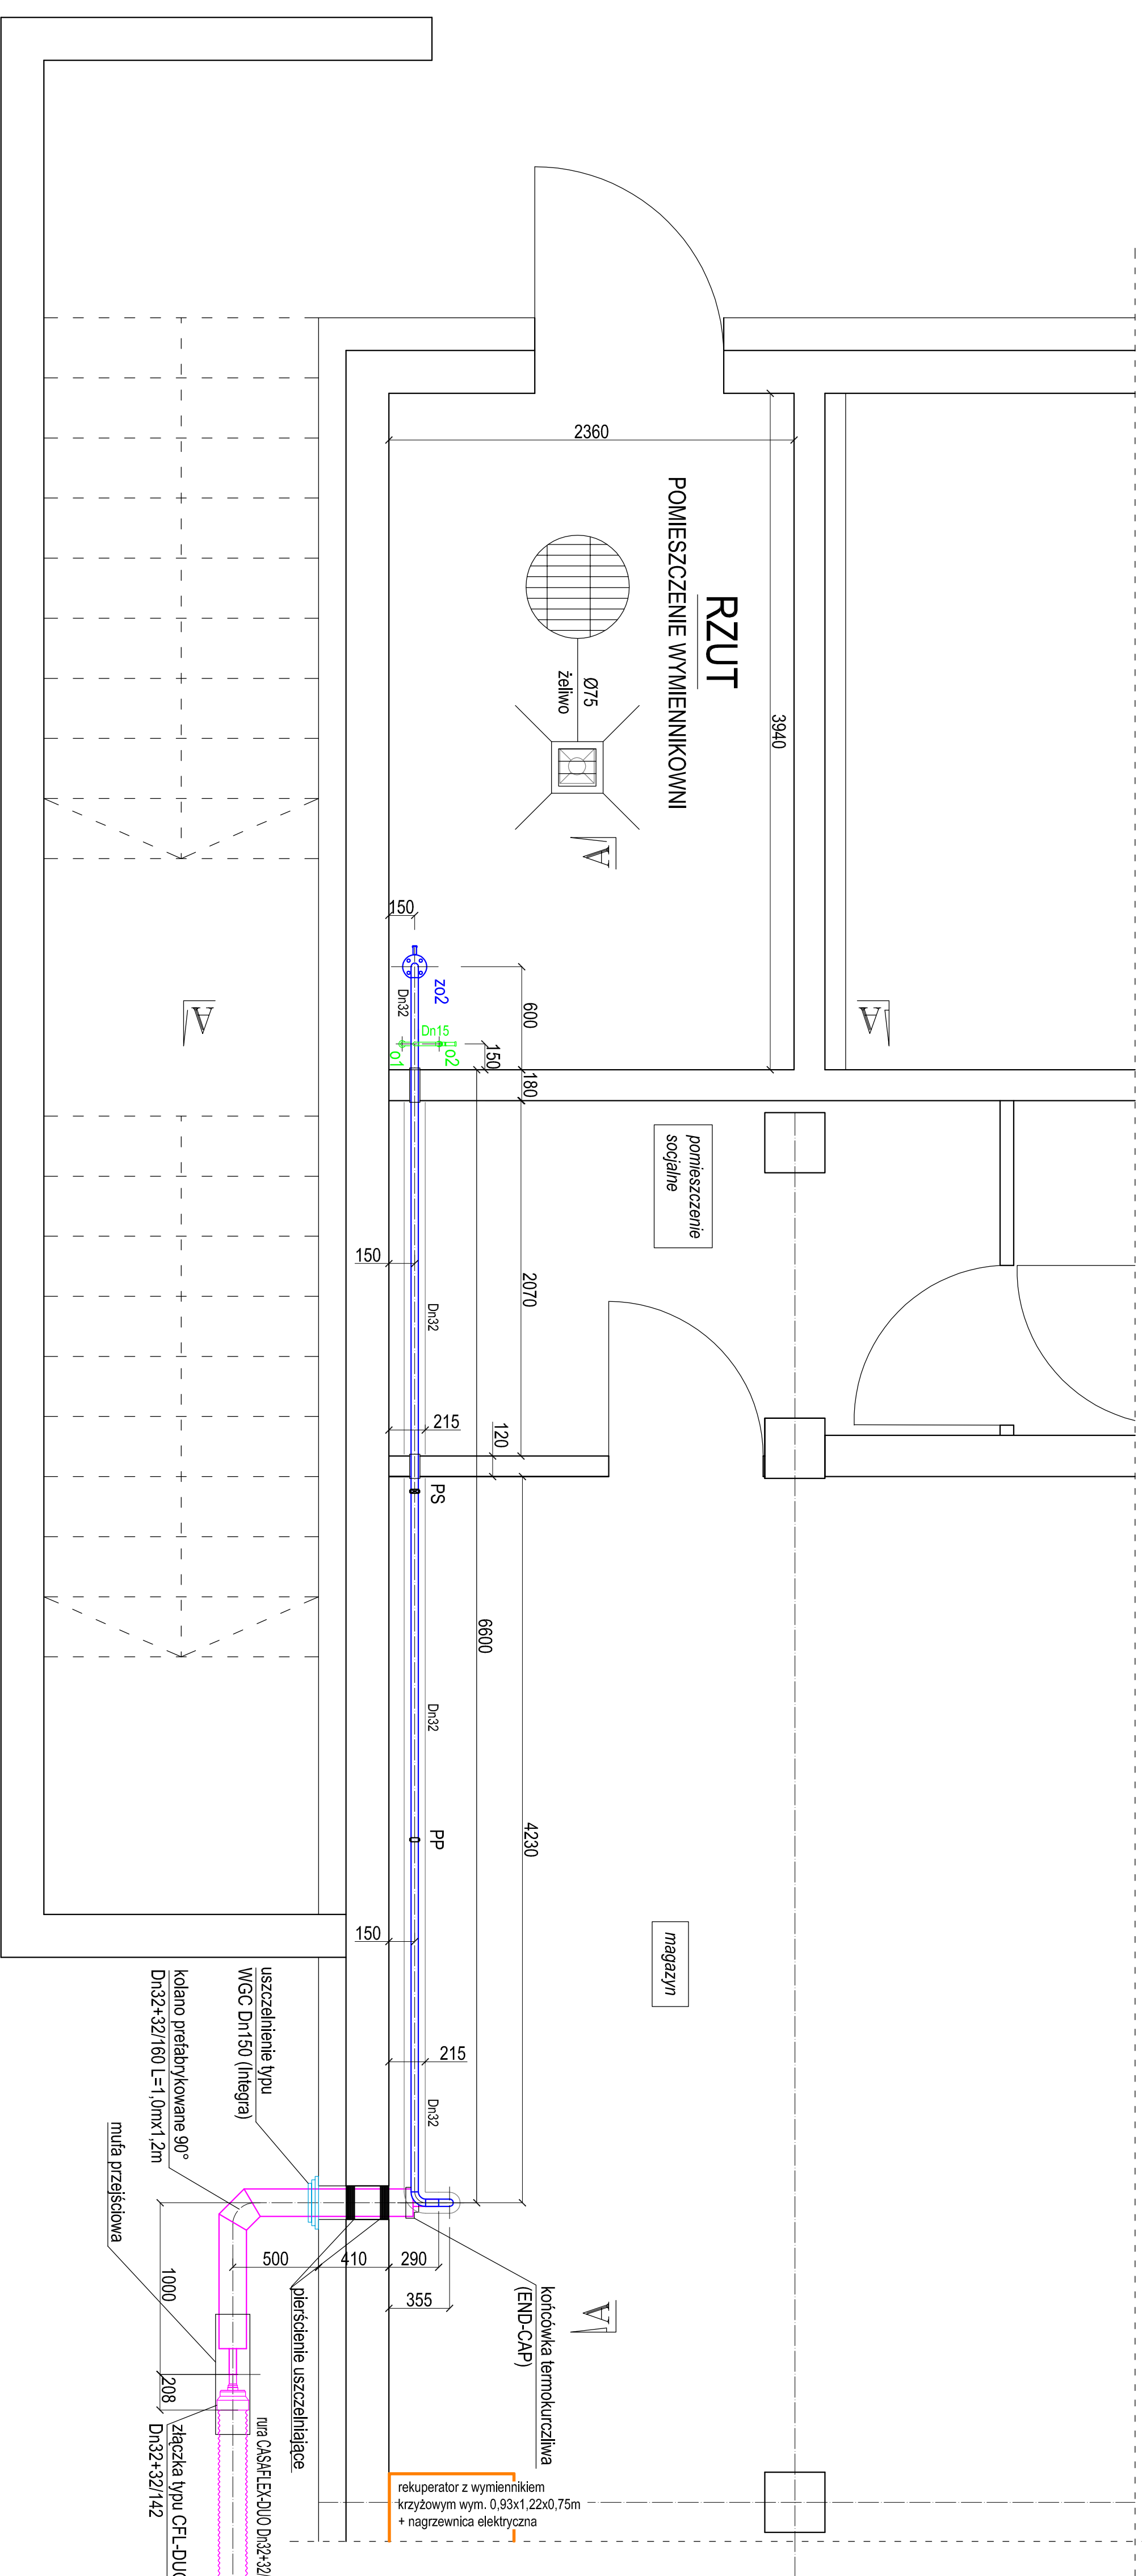 2360
RZUT
POMIESZCZENIE WYMIENNIKOWNI
3940
Ø75
żeliwo
A
150
zo2
Dn32
600
Dn15
o1
o2
150
180
A
A
pomieszczenie
socjalne
150
2070
Dn32
215
120
PS
6600
Dn32
4230
PP
150
magazyn
215
Dn32
uszczelnienie typu
WGC Dn150 (Integra)
kolano prefabrykowane 90°
Dn32+32/160 L=1,0mx1,2m
mufa przejściowa
500
410
290
355
1000
208
pierścienie uszczelniające
końcówka termokurczliwa
(END-CAP)
A
rura CASAFLEX-DUO Dn32+32/
złączka typu CFL-DUO
Dn32+32/142
rekuperator z wymiennikiem
krzyżowym wym. 0,93x1,22x0,75m
+ nagrzewnica elektryczna